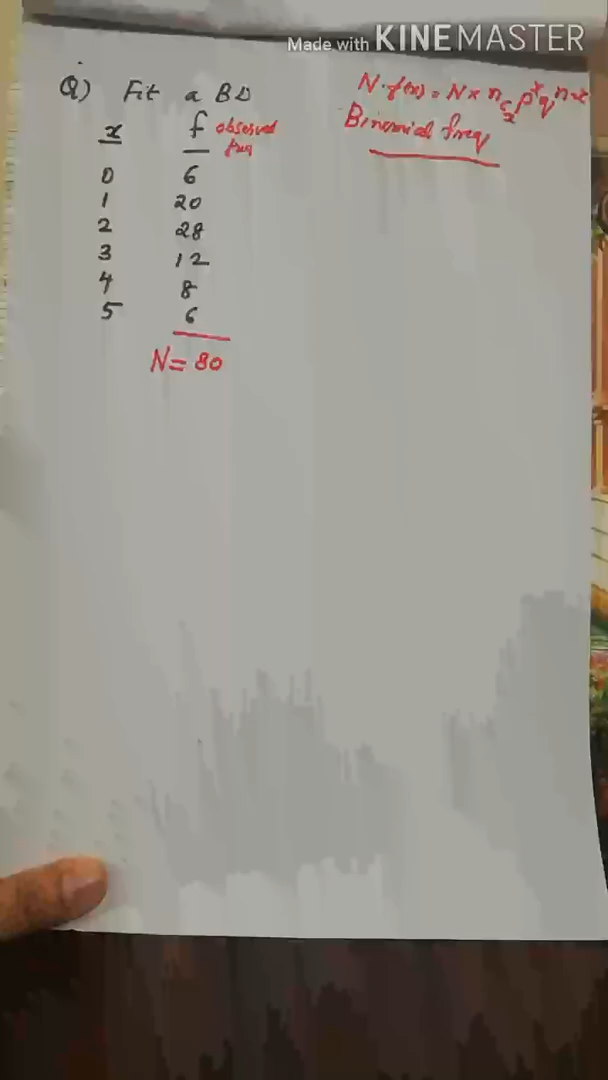 Made with KINEMASTER
Q) Fit a BD
N·f(x) = N × nCx p^x q^n-x
Binomial freq
x f observed freq
0 6
1 20
2 28
3 12
4 8
5 6
N = 80